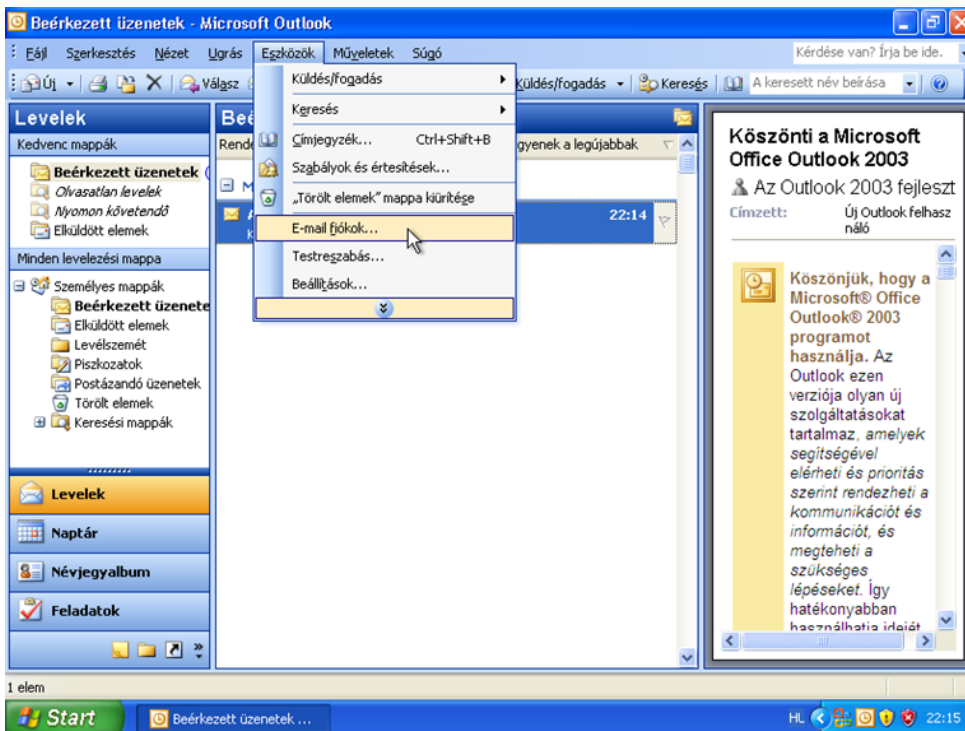 Beérkezett üzenetek - Microsoft Outlook
Fájl Szerkesztés Nézet Ugrás Eszközök Műveletek Súgó Kérdése van? Írja be ide.
Új Válasz Küldés/fogadás Keresés A keresett név beírása
Levelek
Kedvenc mappák
Beérkezett üzenetek (
Olvasatlan levelek
Nyomon követendő
Elküldött elemek
Minden levelezési mappa
Személyes mappák
Beérkezett üzenete
Elküldött elemek
Levélszemét
Piszkozatok
Postázandó üzenetek
Törölt elemek
Keresési mappák
Levelek
Naptár
Névjegyalbum
Feladatok
Beé
Rende gyenek a legújabbak
M
22:14
Küldés/fogadás
Keresés
Címjegyzék... Ctrl+Shift+B
Szabályok és értesítések...
„Törölt elemek” mappa kiürítése
E-mail fiókok...
Testreszabás...
Beállítások...
Köszönti a Microsoft
Office Outlook 2003
Az Outlook 2003 fejleszt
Címzett: Új Outlook felhasz
náló
Köszönjük, hogy a
Microsoft® Office
Outlook® 2003
programot
használja. Az
Outlook ezen
verziója olyan új
szolgáltatásokat
tartalmaz, amelyek
segítségével
elérheti és prioritás
szerint rendezheti a
kommunikációt és
információt, és
megteheti a
szükséges
lépéseket. Így
hatékonyabban
használhatja idejét
1 elem
Start Beérkezett üzenetek ... HL 22:15